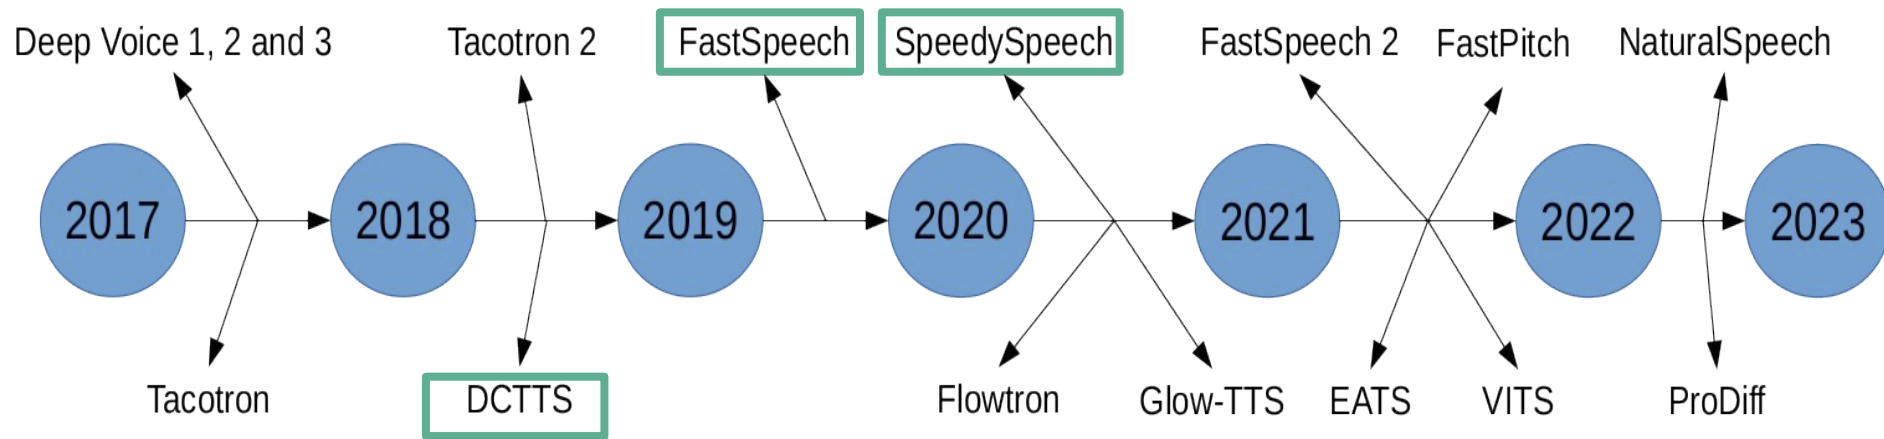 Deep Voice 1, 2 and 3 Tacotron 2 FastSpeech SpeedySpeech FastSpeech 2 FastPitch NaturalSpeech
2017 2018 2019 2020 2021 2022 2023
Tacotron DCTTS Flowtron Glow-TTS EATS VITS ProDiff